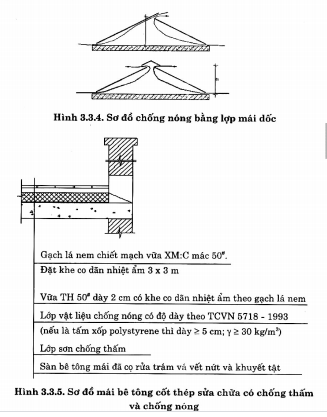 Hình 3.3.4. Sơ đồ chống nóng bằng lợp mái dốc
Gạch lá nem chiết mạch vữa XM:C mác 50#.
Đặt khe co dãn nhiệt ẩm 3 x 3 m
Vữa TH 50# dày 2 cm có khe co dãn nhiệt ẩm theo gạch lá nem
Lớp vật liệu chống nóng có độ dày theo TCVN 5718 - 1993
(nếu là tấm xốp polystyrene thì dày ≥ 5 cm; γ ≥ 30 kg/m³)
Lớp sơn chống thấm
Sàn bê tông mái đã cọ rửa trám vá vết nứt và khuyết tật
Hình 3.3.5. Sơ đồ mái bê tông cốt thép sửa chữa có chống thấm
và chống nóng